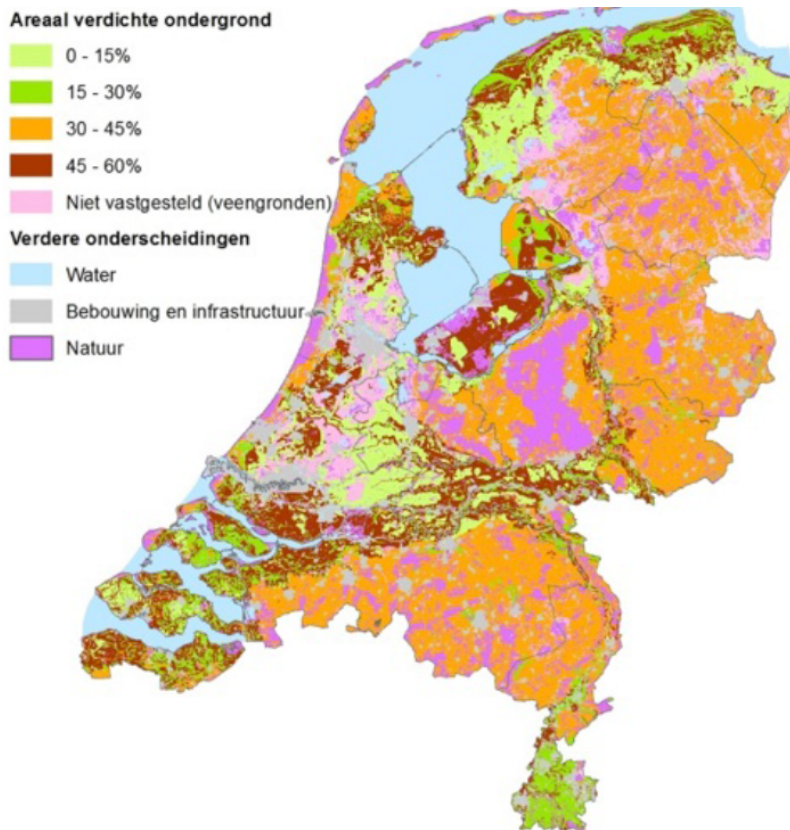 Areaal verdichte ondergrond
0 - 15%
15 - 30%
30 - 45%
45 - 60%
Niet vastgesteld (veengronden)
Verdere onderscheidingen
Water
Bebouwing en infrastructuur
Natuur